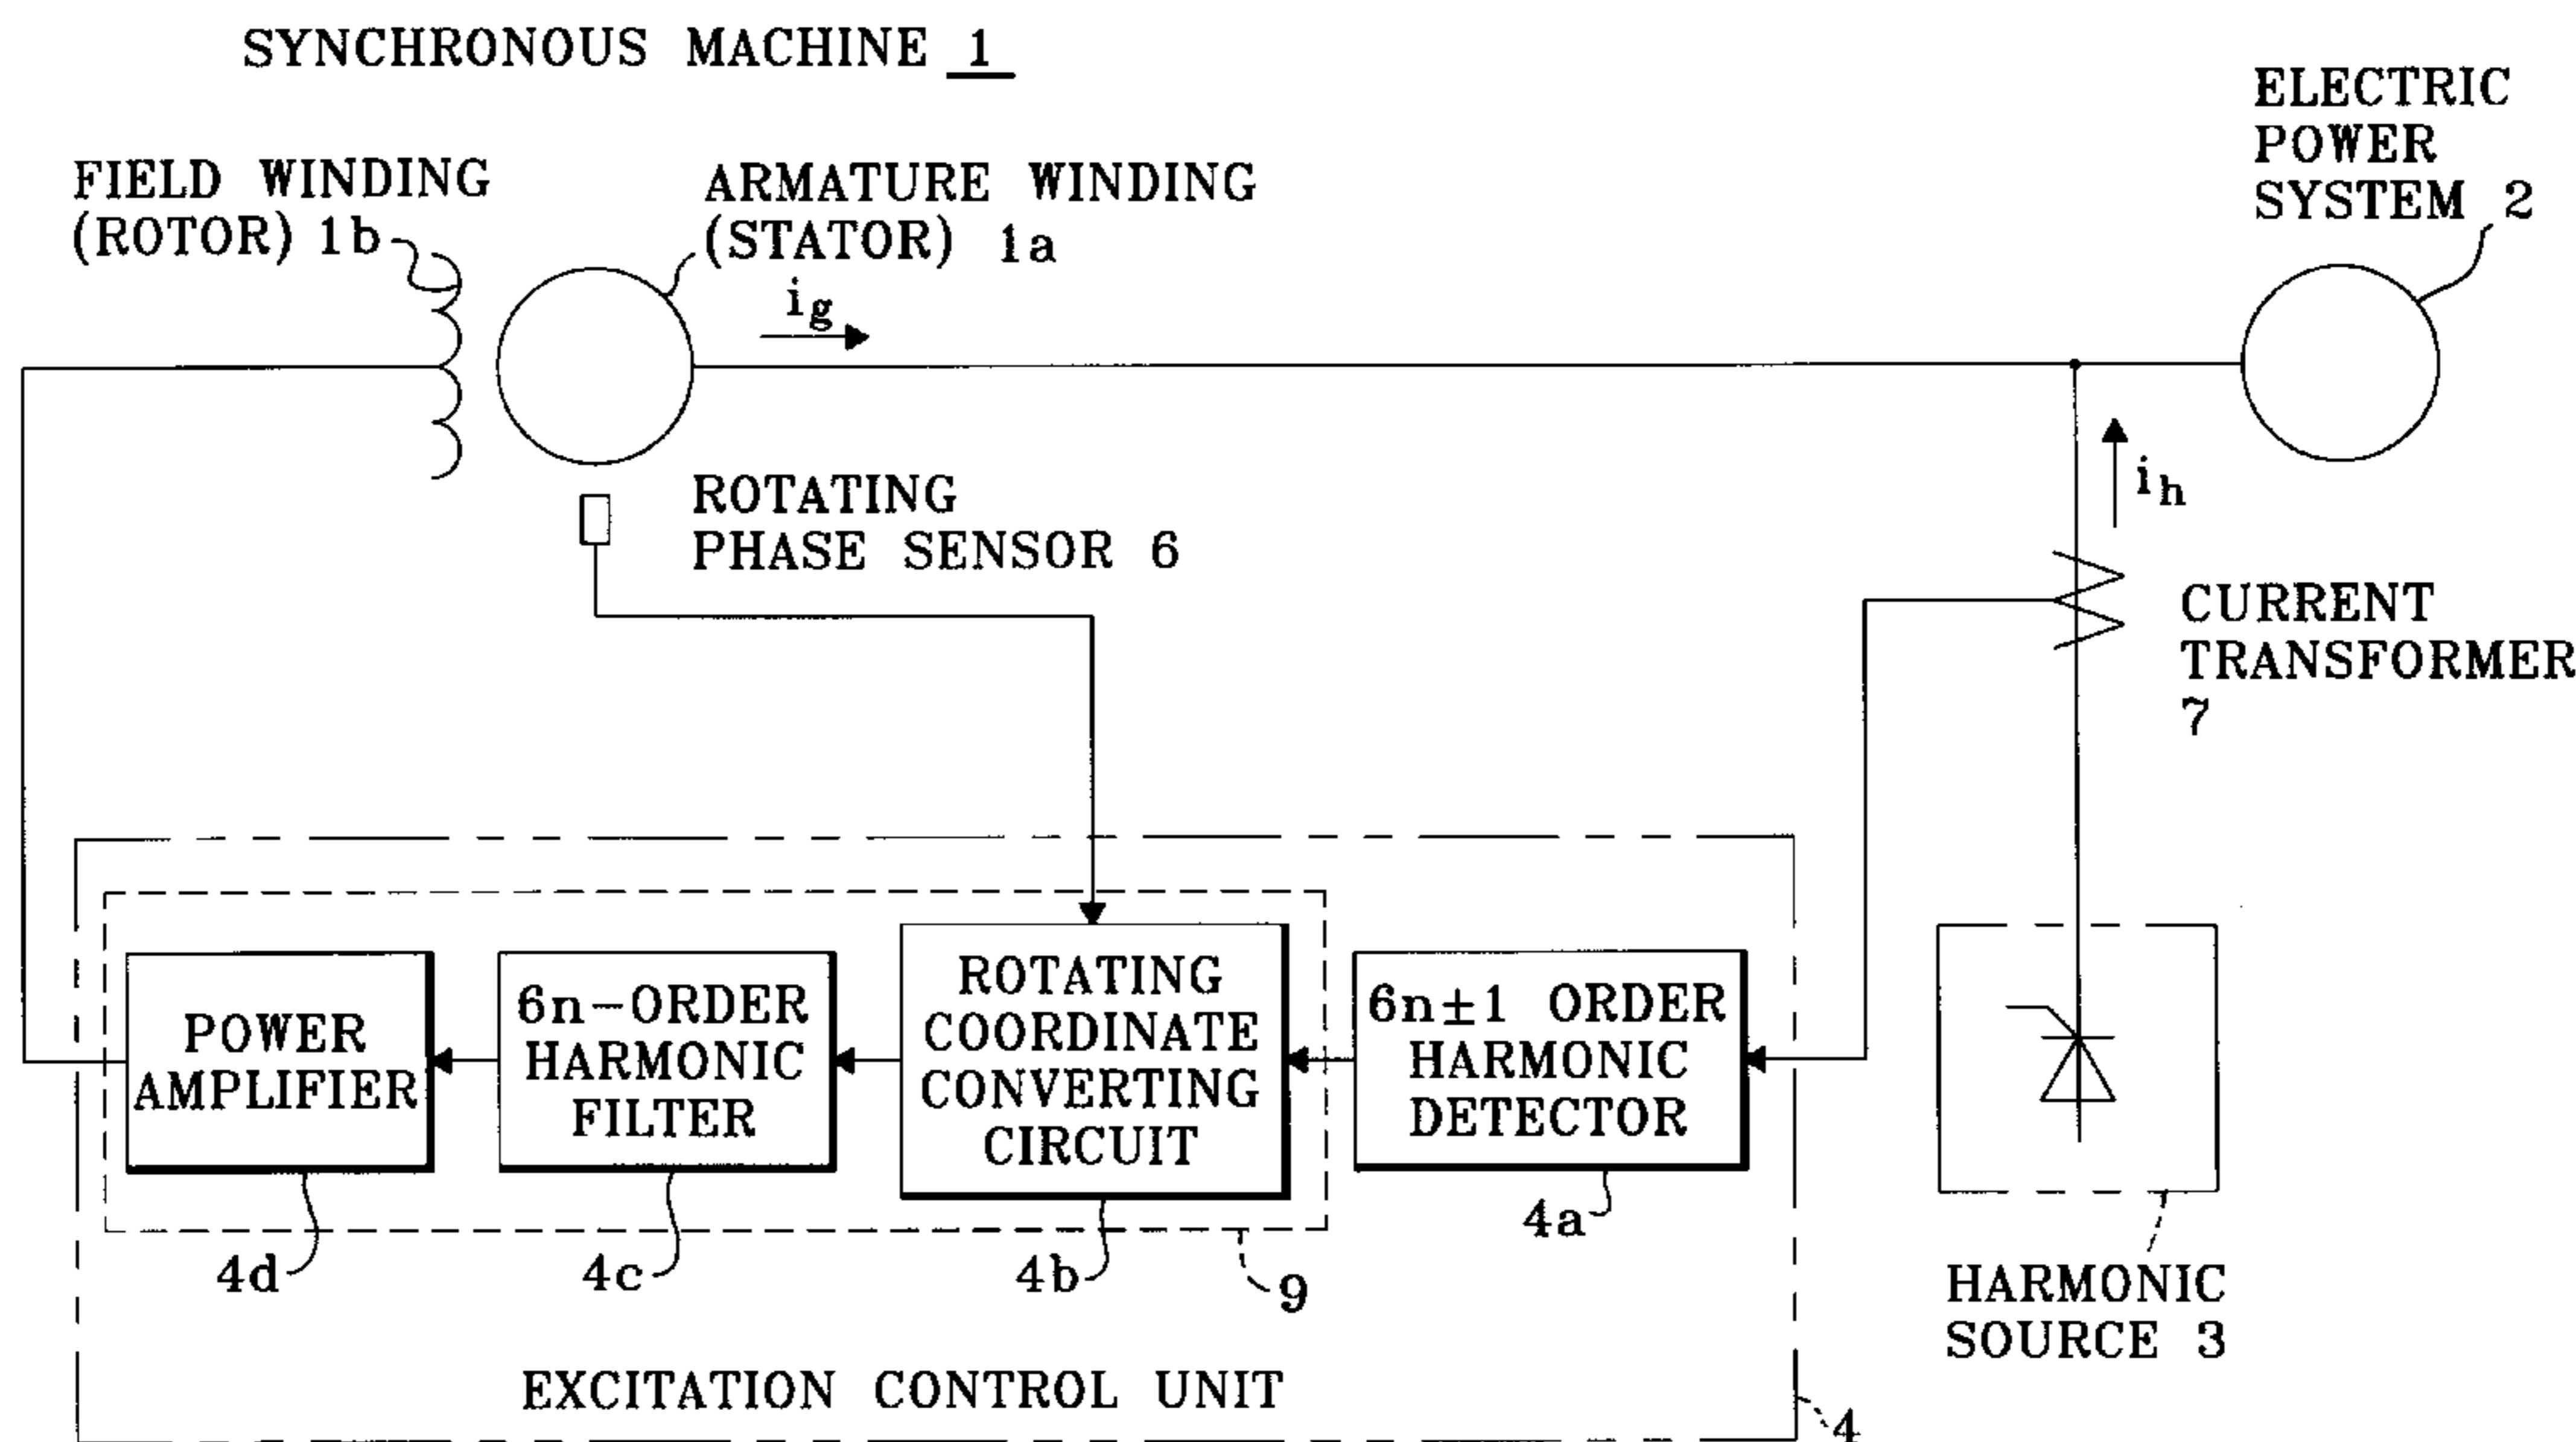 SYNCHRONOUS MACHINE 1
ELECTRIC
POWER
SYSTEM 2
FIELD WINDING
(ROTOR) 1b
ARMATURE WINDING
(STATOR) 1a
ig
ih
ROTATING
PHASE SENSOR 6
CURRENT
TRANSFORMER
7
POWER
AMPLIFIER
6n-ORDER
HARMONIC
FILTER
ROTATING
COORDINATE
CONVERTING
CIRCUIT
6n±1 ORDER
HARMONIC
DETECTOR
4d
4c
4b
9
4a
HARMONIC
SOURCE 3
EXCITATION CONTROL UNIT
4